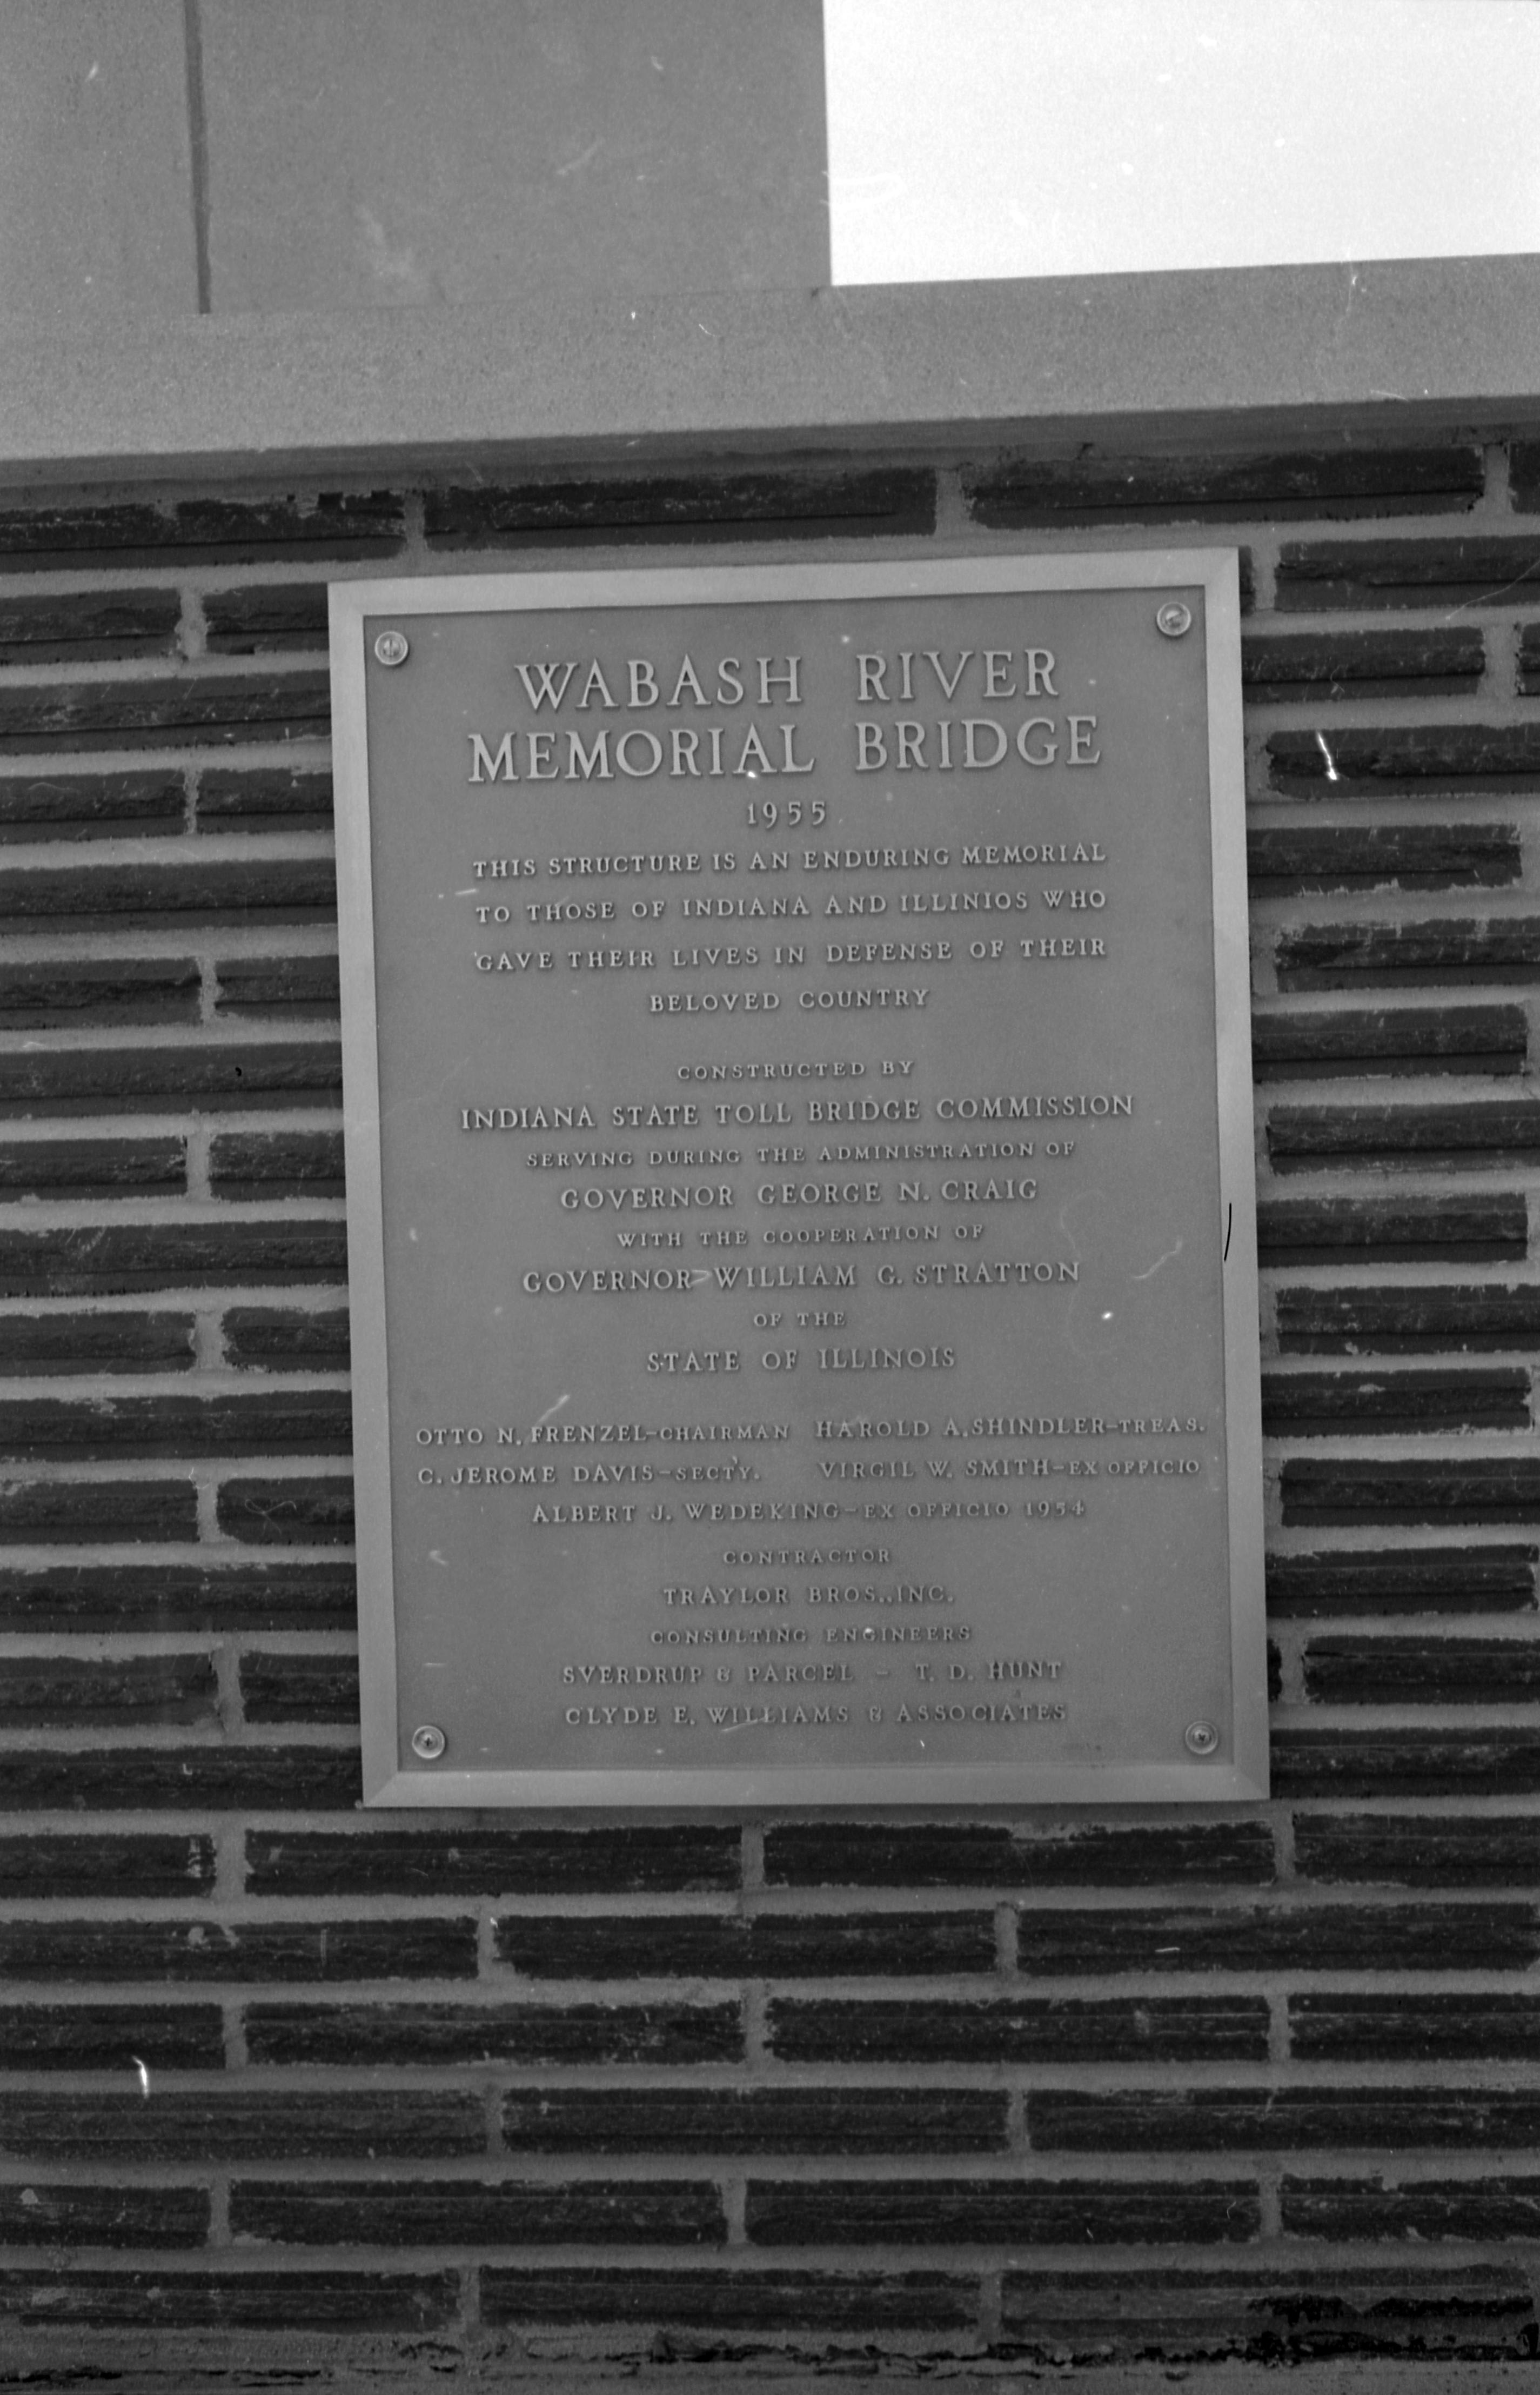 WABASH RIVER
MEMORIAL BRIDGE
1955
THIS STRUCTURE IS AN ENDURING MEMORIAL
TO THOSE OF INDIANA AND ILLINIOS WHO
GAVE THEIR LIVES IN DEFENSE OF THEIR
BELOVED COUNTRY
CONSTRUCTED BY
INDIANA STATE TOLL BRIDGE COMMISSION
SERVING DURING THE ADMINISTRATION OF
GOVERNOR GEORGE N. CRAIG
WITH THE COOPERATION OF
GOVERNOR WILLIAM G. STRATTON
OF THE
STATE OF ILLINOIS
OTTO N. FRENZEL-CHAIRMAN HAROLD A. SHINDLER-TREAS.
C. JEROME DAVIS-SECT'Y. VIRGIL W. SMITH-EX OFFICIO
ALBERT J. WEDEKING-EX OFFICIO 1954
CONTRACTOR
TRAYLOR BROS., INC.
CONSULTING ENGINEERS
SVERDRUP & PARCEL - T. D. HUNT
CLYDE E. WILLIAMS & ASSOCIATES